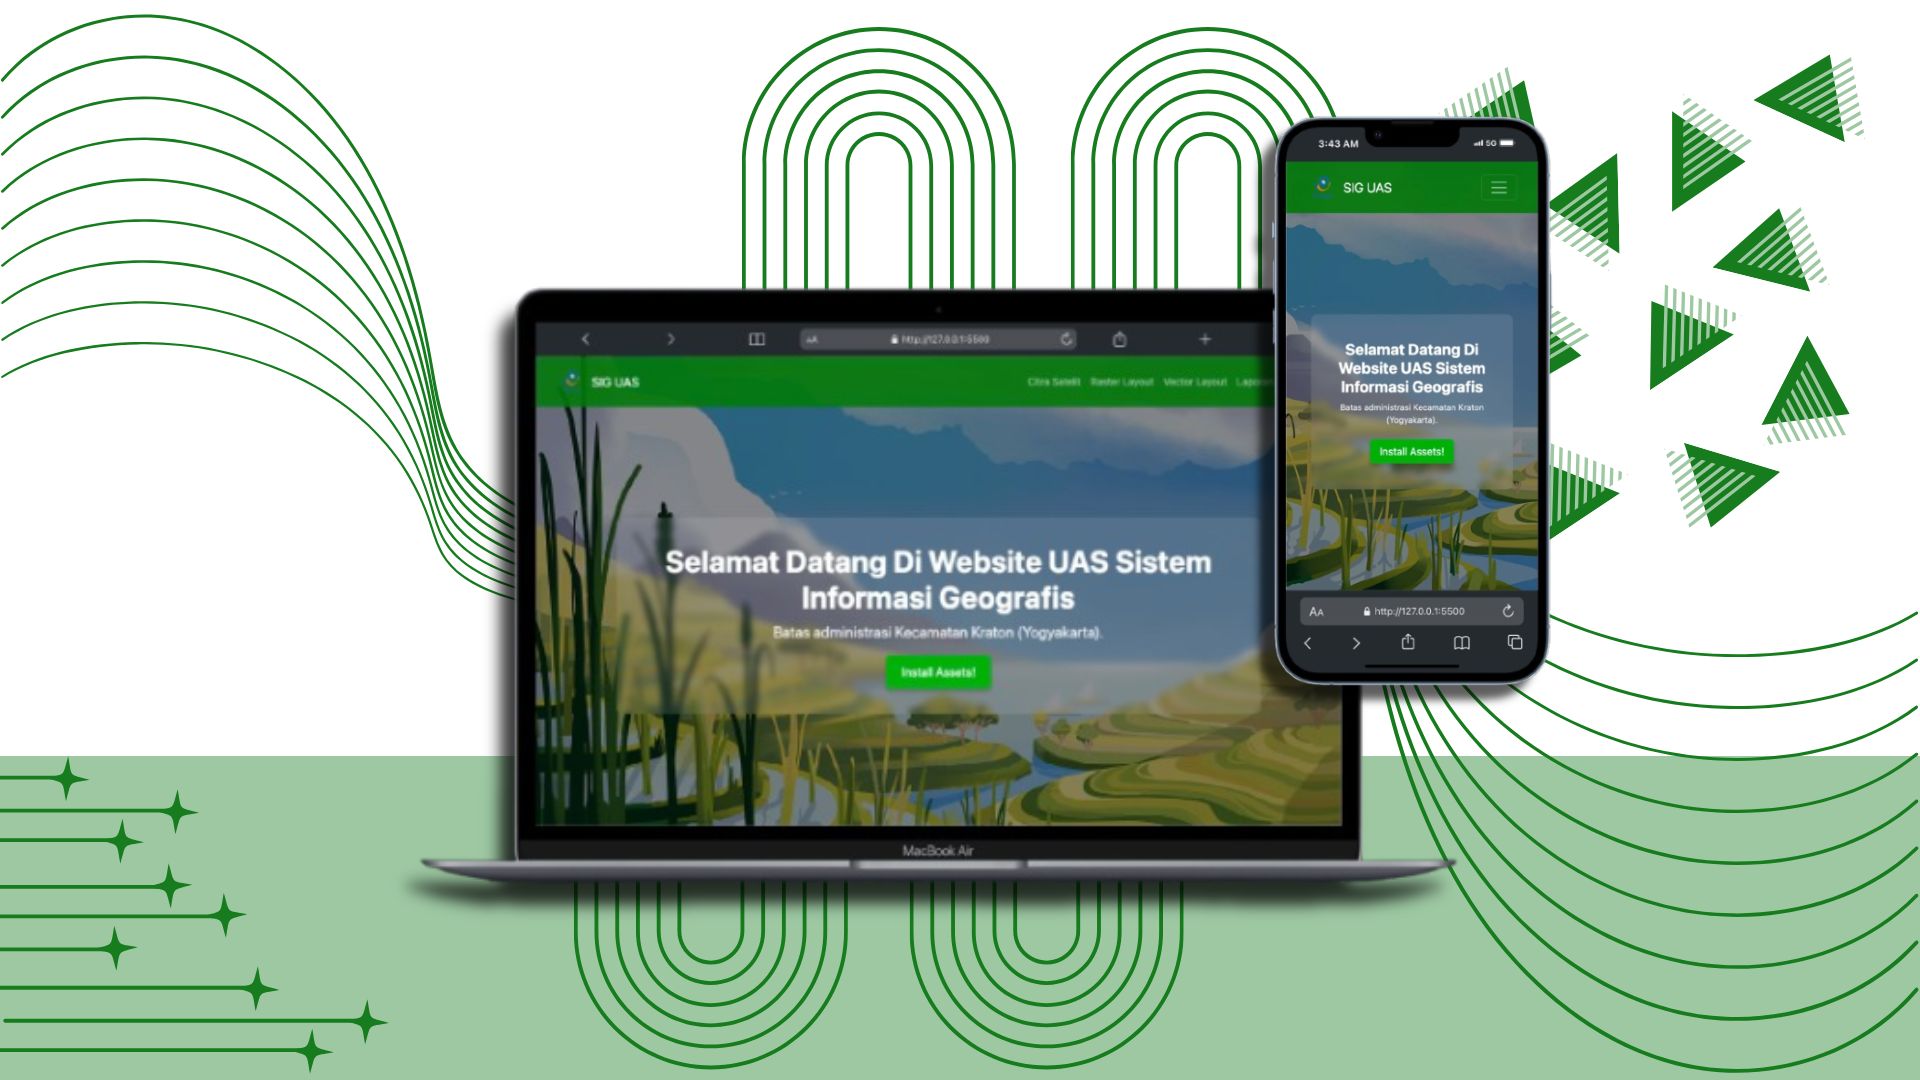 AA
http://127.0.0.1:5500
SIG UAS
Citra Satelit Raster Layout Vector Layout
Selamat Datang Di Website UAS Sistem
Informasi Geografis
Batas administrasi Kecamatan Kraton (Yogyakarta).
Install Assets!
MacBook Air
3:43 AM
5G
SIG UAS
Selamat Datang Di
Website UAS Sistem
Informasi Geografis
Batas administrasi Kecamatan Kraton
(Yogyakarta).
Install Assets!
AA
http://127.0.0.1:5500